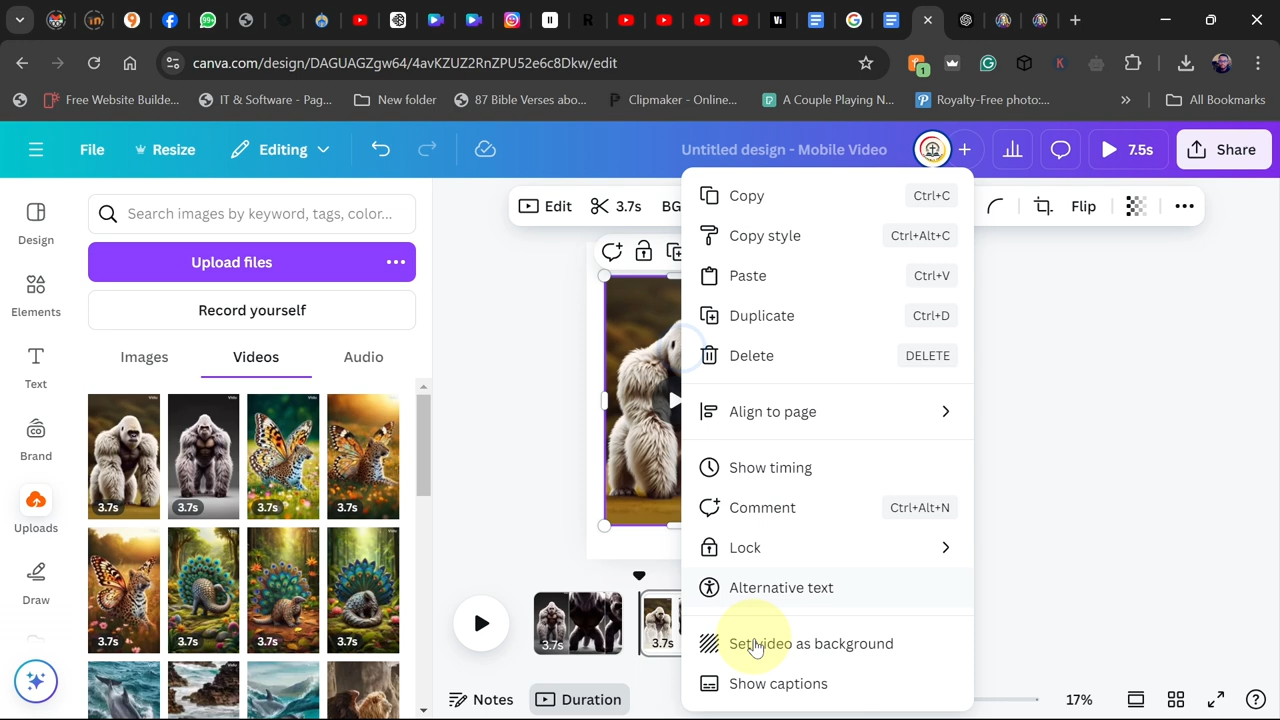 99+
Vi
canva.com/design/DAGUAGZgw64/4avKZUZ2RnZPU52e6c8Dkw/edit
1
K
Free Website Builde...
IT & Software - Pag...
New folder
87 Bible Verses abo...
Clipmaker - Online...
A Couple Playing N...
Royalty-Free photo:...
All Bookmarks
File
Resize
Editing
Untitled design - Mobile Video
7.5s
Share
Design
Elements
Text
Brand
Uploads
Draw
Search images by keyword, tags, color...
Upload files
Record yourself
Images
Videos
Audio
3.7s
3.7s
3.7s
3.7s
3.7s
3.7s
3.7s
3.7s
Edit
3.7s
BG
Flip
Copy
Ctrl+C
Copy style
Ctrl+Alt+C
Paste
Ctrl+V
Duplicate
Ctrl+D
Delete
DELETE
Align to page
Show timing
Comment
Ctrl+Alt+N
Lock
Alternative text
Set video as background
Show captions
3.7s
3.7s
Notes
Duration
17%